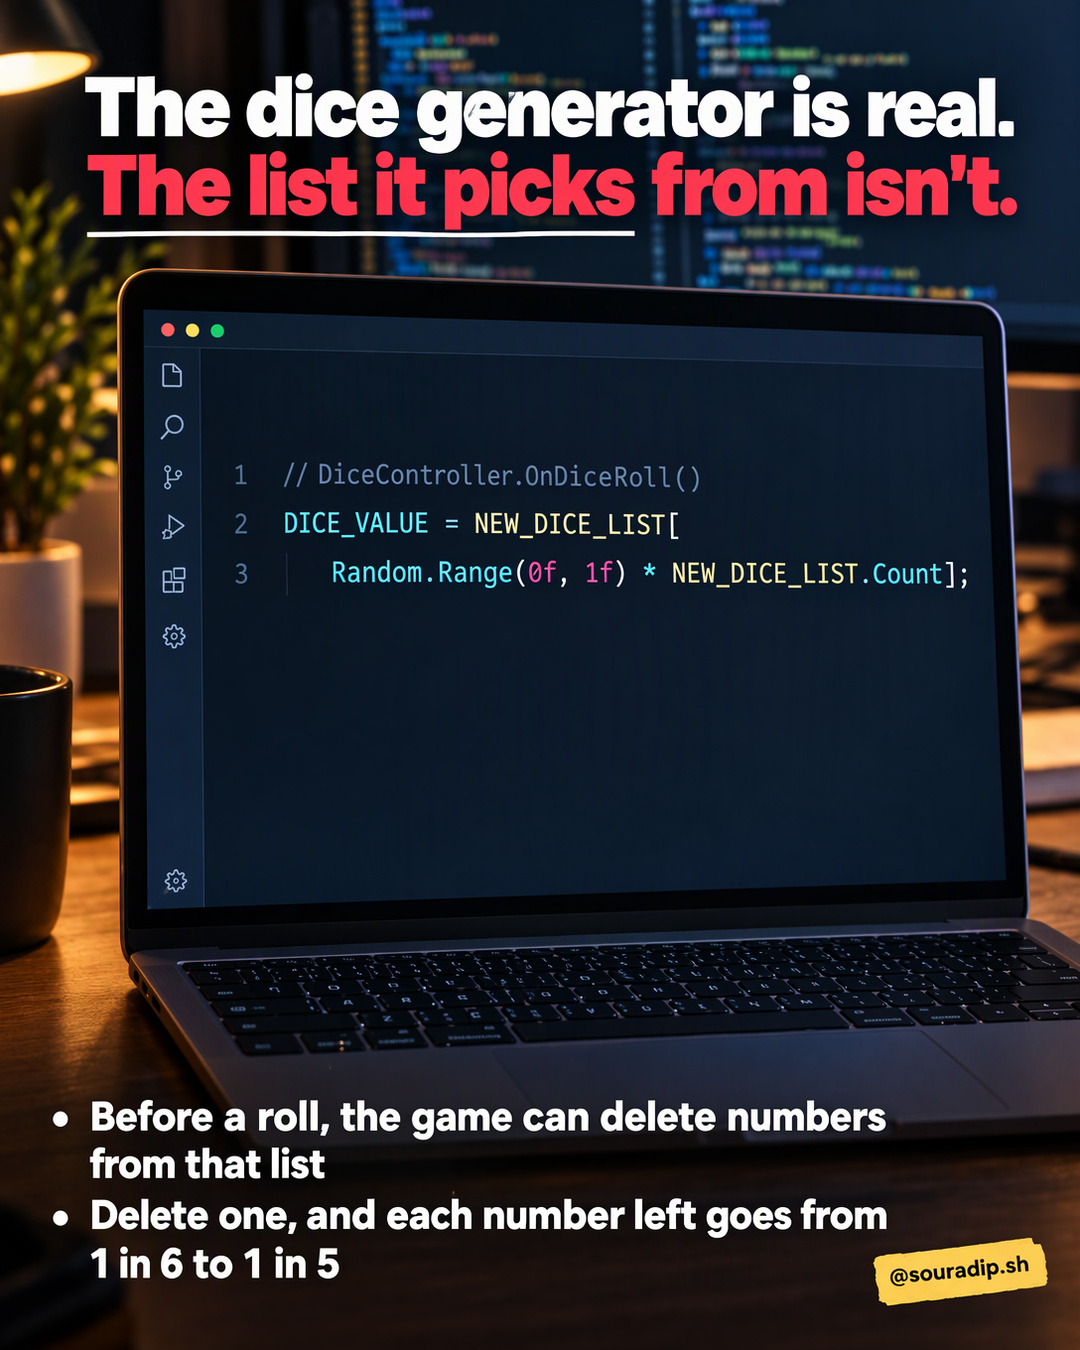 The dice generator is real.
The list it picks from isn't.
1 // DiceController.OnDiceRoll()
2 DICE_VALUE = NEW_DICE_LIST[
3 Random.Range(0f, 1f) * NEW_DICE_LIST.Count];
• Before a roll, the game can delete numbers
from that list
• Delete one, and each number left goes from
1 in 6 to 1 in 5
@souradip.sh